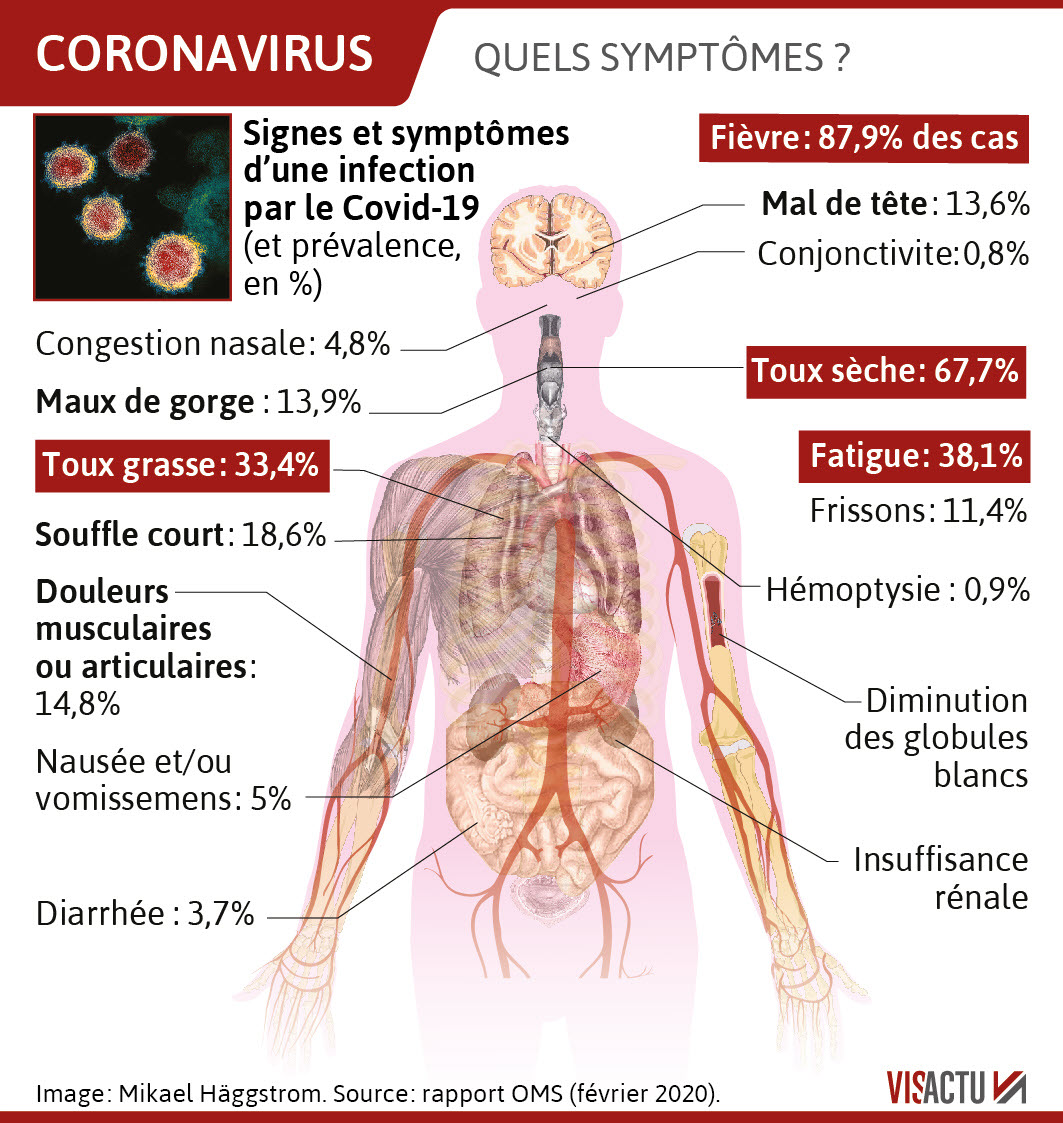 CORONAVIRUS
QUELS SYMPTÔMES ?
Signes et symptômes
d'une infection
par le Covid-19
(et prévalence,
en %)
Fièvre: 87,9% des cas
Mal de tête: 13,6%
Conjonctivite: 0,8%
Congestion nasale: 4,8%
Toux sèche: 67,7%
Maux de gorge : 13,9%
Toux grasse: 33,4%
Fatigue: 38,1%
Frissons: 11,4%
Souffle court: 18,6%
Hémoptysie : 0,9%
Douleurs
musculaires
ou articulaires:
14,8%
Diminution
des globules
blancs
Nausée et/ou
vomissemens: 5%
Insuffisance
rénale
Diarrhée : 3,7%
Image: Mikael Häggstrom. Source: rapport OMS (février 2020).
VISACTU